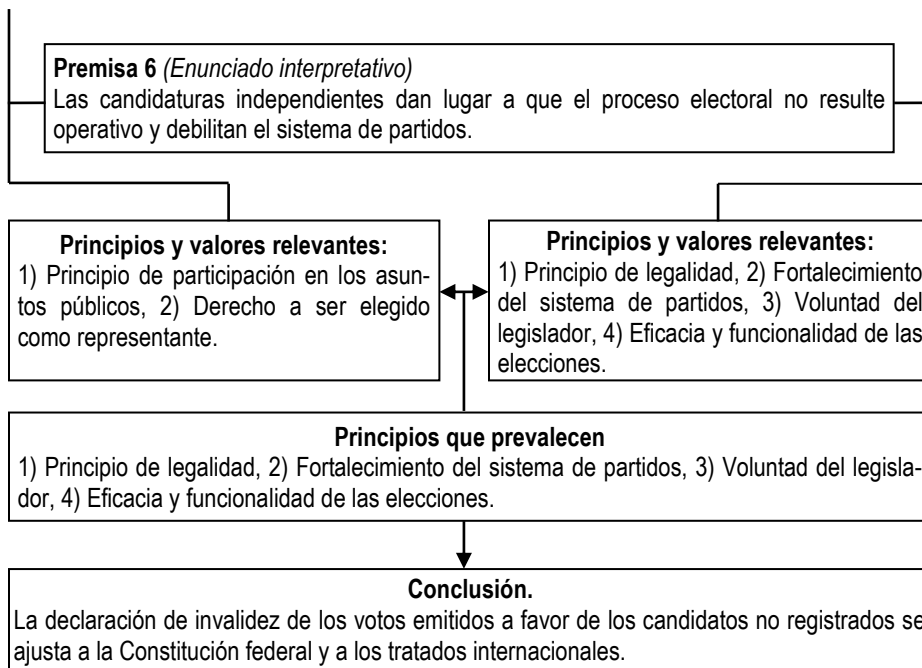 Premisa 6 (Enunciado interpretativo)
Las candidaturas independientes dan lugar a que el proceso electoral no resulte
operativo y debilitan el sistema de partidos.
Principios y valores relevantes:
1) Principio de participación en los asun-
tos públicos, 2) Derecho a ser elegido
como representante.
Principios y valores relevantes:
1) Principio de legalidad, 2) Fortalecimiento
del sistema de partidos, 3) Voluntad del
legislador, 4) Eficacia y funcionalidad de las
elecciones.
Principios que prevalecen
1) Principio de legalidad, 2) Fortalecimiento del sistema de partidos, 3) Voluntad del legisla-
dor, 4) Eficacia y funcionalidad de las elecciones.
Conclusión.
La declaración de invalidez de los votos emitidos a favor de los candidatos no registrados se
ajusta a la Constitución federal y a los tratados internacionales.